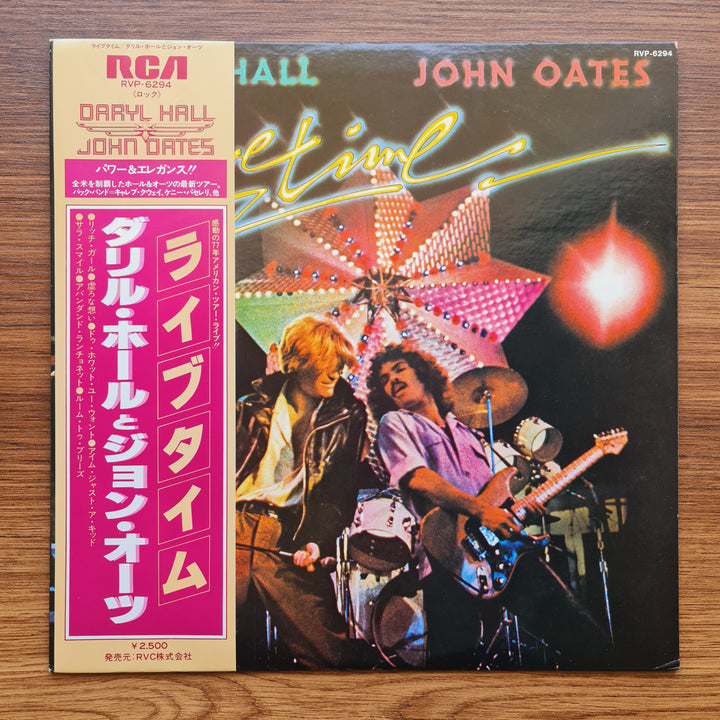 ライブタイム/ダリル・ホールとジョン・オーツ
RCA
RVP-6294
〈ロック〉
DARYL HALL
JOHN OATES
パワー&エレガンス!!
全米を制覇したホール&オーツの最新ツアー。
バック・バンド=キャレブ・クウェイ、ケニー・パセレリ、他
感動の77年アメリカン・ツアー・ライブ!!
ライブタイム
ダリル・ホールとジョン・オーツ
●リッチ・ガール●虚ろな想い●ドゥ・ホワット・ユー・ウォント●アイム・ジャスト・ア・キッド
●サラ・スマイル●アバンダンド・ランチョネット●ルーム・トゥ・ブリーズ
¥2,500
発売元:RVC株式会社
RVP-6294
HALL JOHN OATES
time